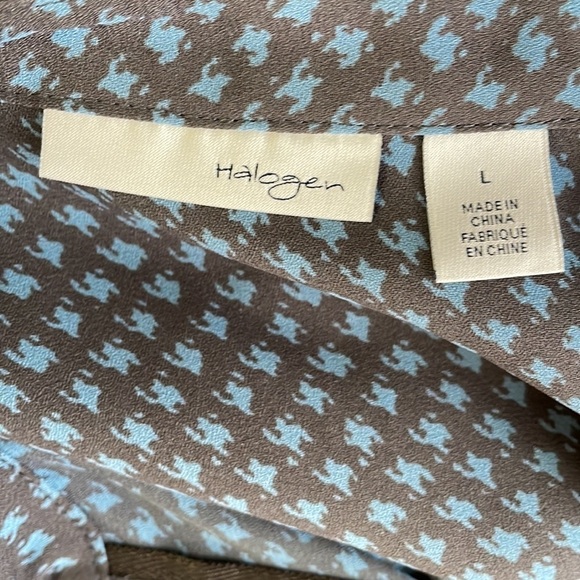 Halogen
L
MADE IN
CHINA
FABRIQUÉ
EN CHINE